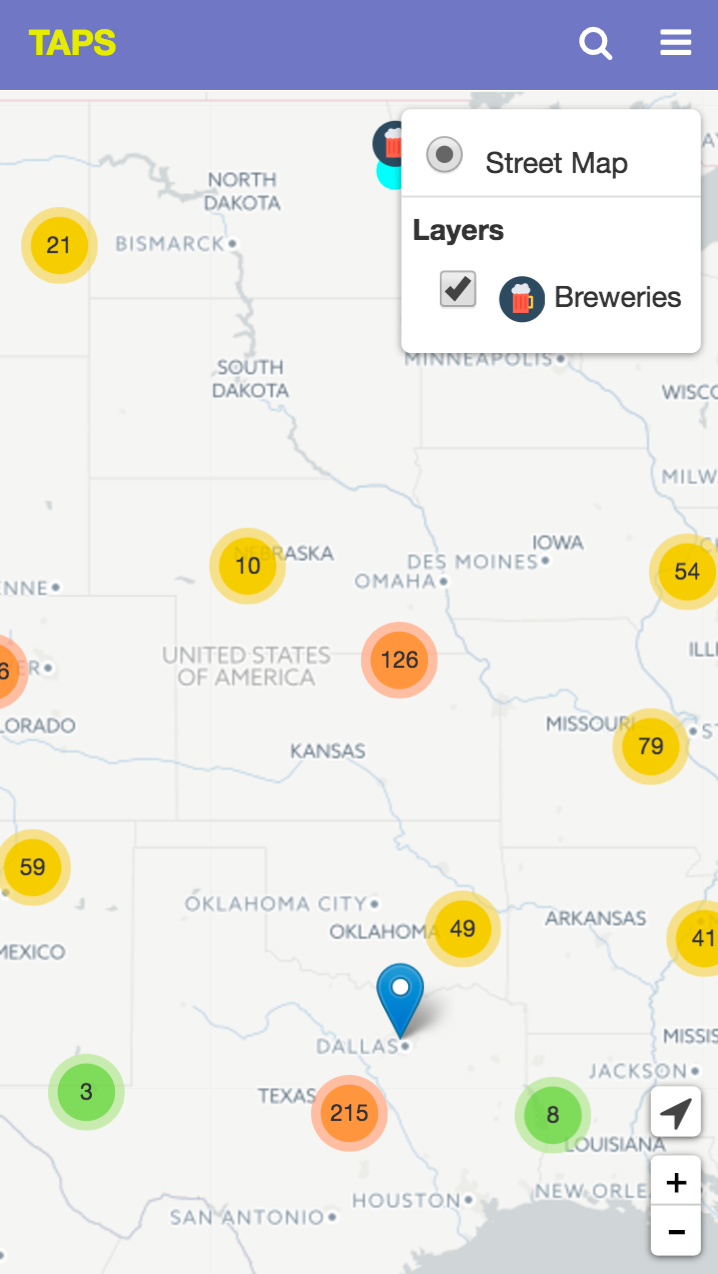 TAPS
Street Map
Layers
Breweries
NORTH
DAKOTA
21
BISMARCK
MINNEAPOLIS
SOUTH
DAKOTA
WISCO
MILW
IOWA
NEBRASKA
10
DES MOINES
54
OMAHA
ENNE
ILL
UNITED STATES
OF AMERICA
126
6
ER
LORADO
MISSOURI
ST
KANSAS
79
59
OKLAHOMA CITY
ARKANSAS
OKLAHOMA
49
41
MEXICO
MISSIS
DALLAS
JACKSON
3
TEXAS
215
8
LOUISIANA
+
NEW ORLE
HOUSTON
SAN ANTONIO
−